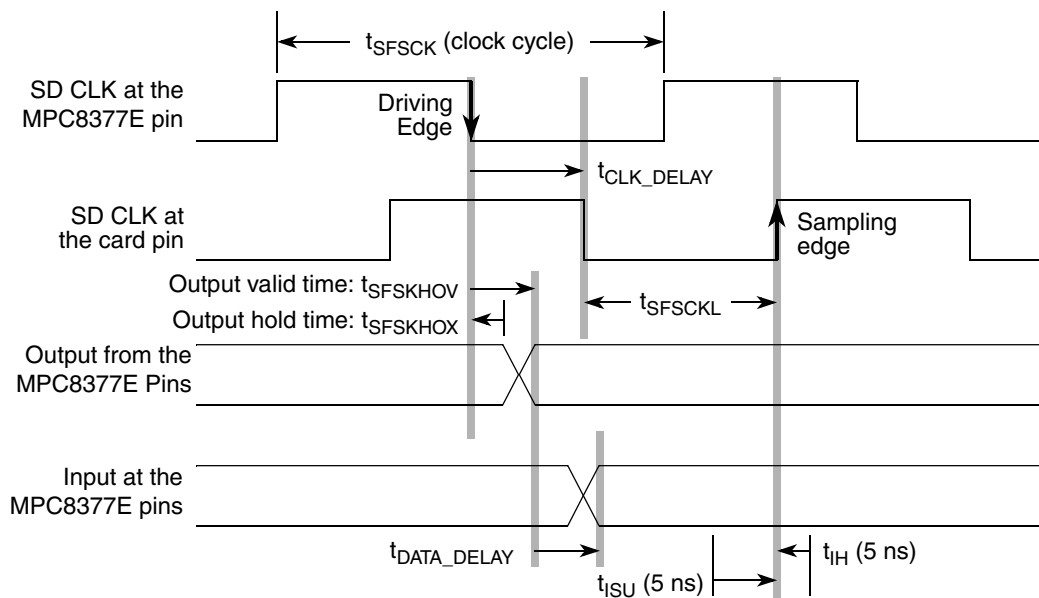 tSFSCK (clock cycle)
SD CLK at the
MPC8377E pin
Driving
Edge
tCLK_DELAY
SD CLK at
the card pin
Sampling
edge
Output valid time: tSFSKHOV
tSFSCKL
Output hold time: tSFSKHOX
Output from the
MPC8377E Pins
Input at the
MPC8377E pins
tDATA_DELAY
tIH (5 ns)
tISU (5 ns)